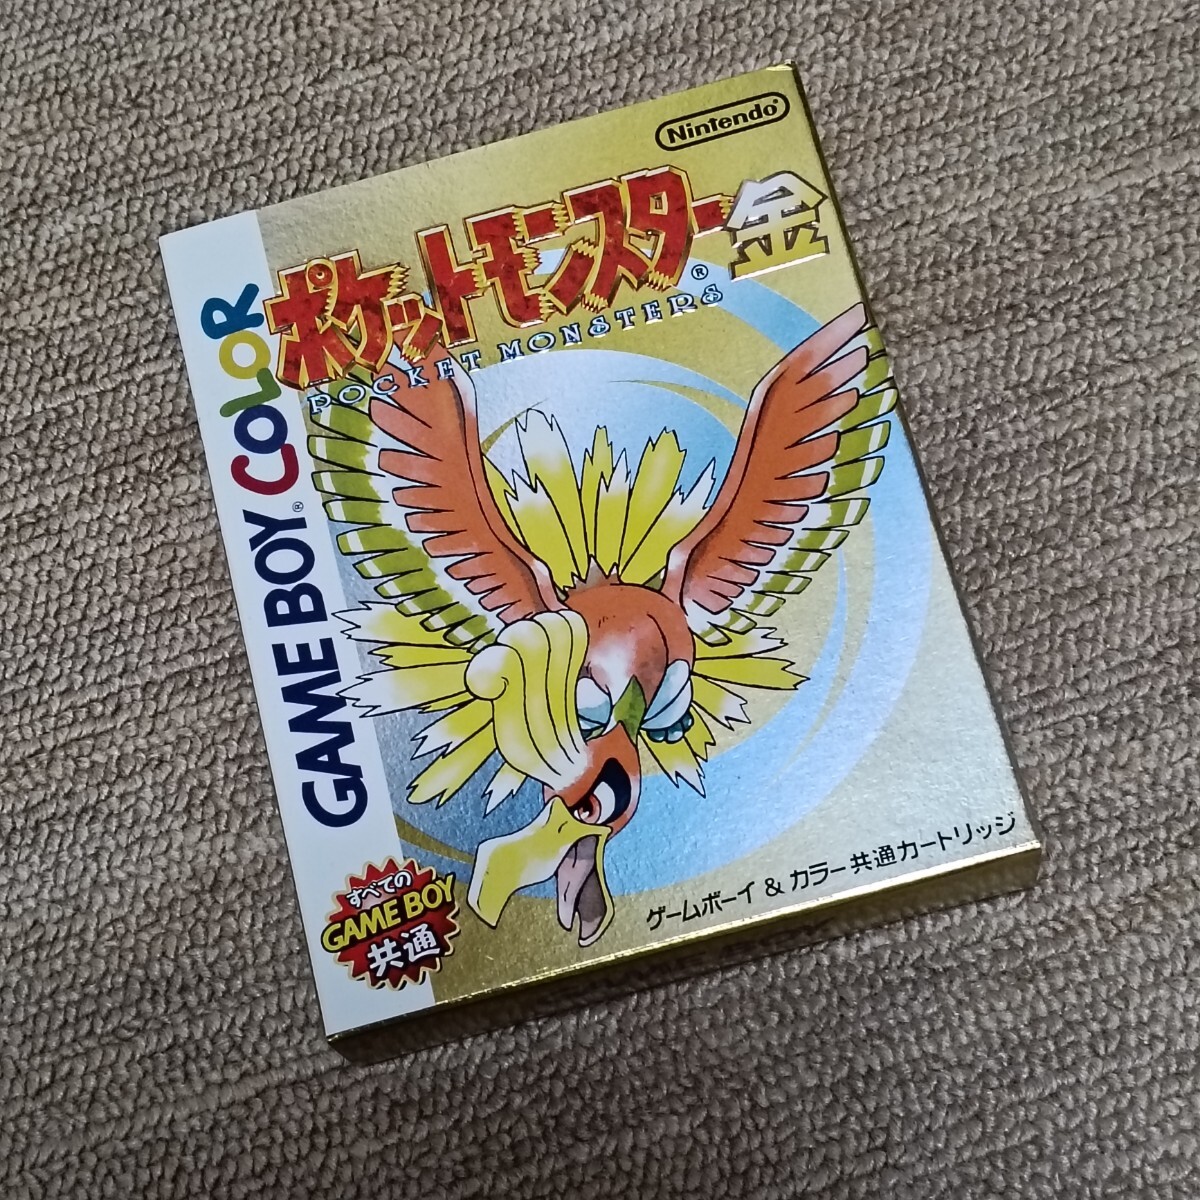 Nintendo®
ポケットモンスター金
POCKET MONSTERS®
GAME BOY® COLOR
すべての
GAME BOY
共通
ゲームボーイ & カラー共通カートリッジ